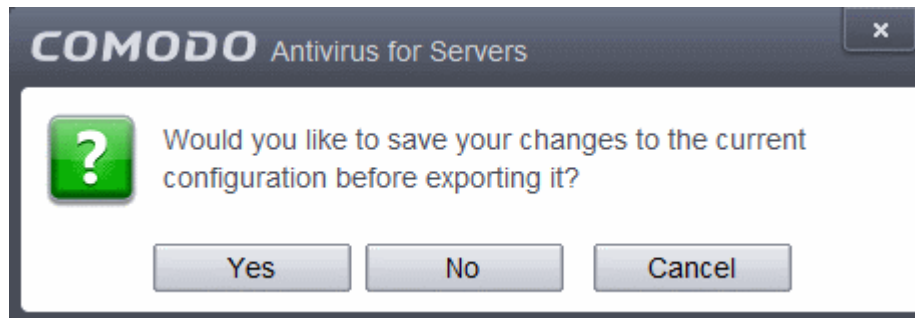 COMODO Antivirus for Servers
Would you like to save your changes to the current
configuration before exporting it?
Yes No Cancel